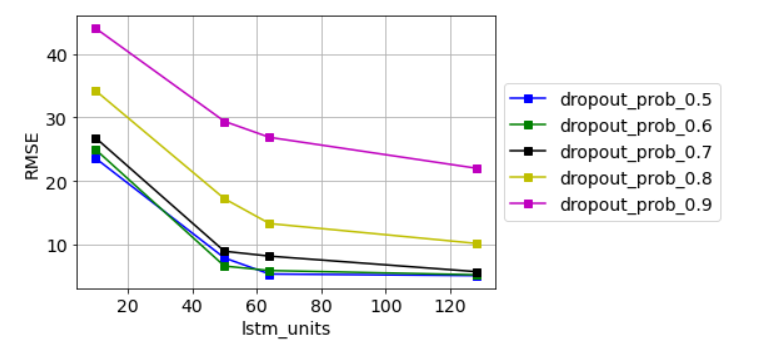 40
30
20
10
RMSE
20 40 60 80 100 120
lstm_units
dropout_prob_0.5
dropout_prob_0.6
dropout_prob_0.7
dropout_prob_0.8
dropout_prob_0.9